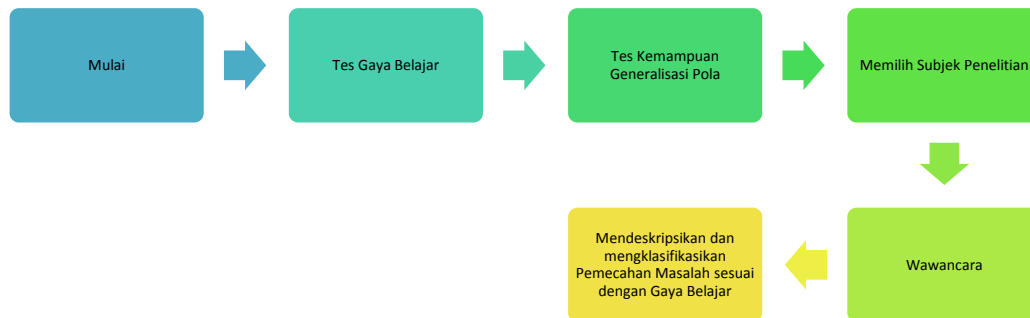 Mulai
Tes Gaya Belajar
Tes Kemampuan
Generalisasi Pola
Memilih Subjek Penelitian
Wawancara
Mendeskripsikan dan
mengklasifikasikan
Pemecahan Masalah sesuai
dengan Gaya Belajar